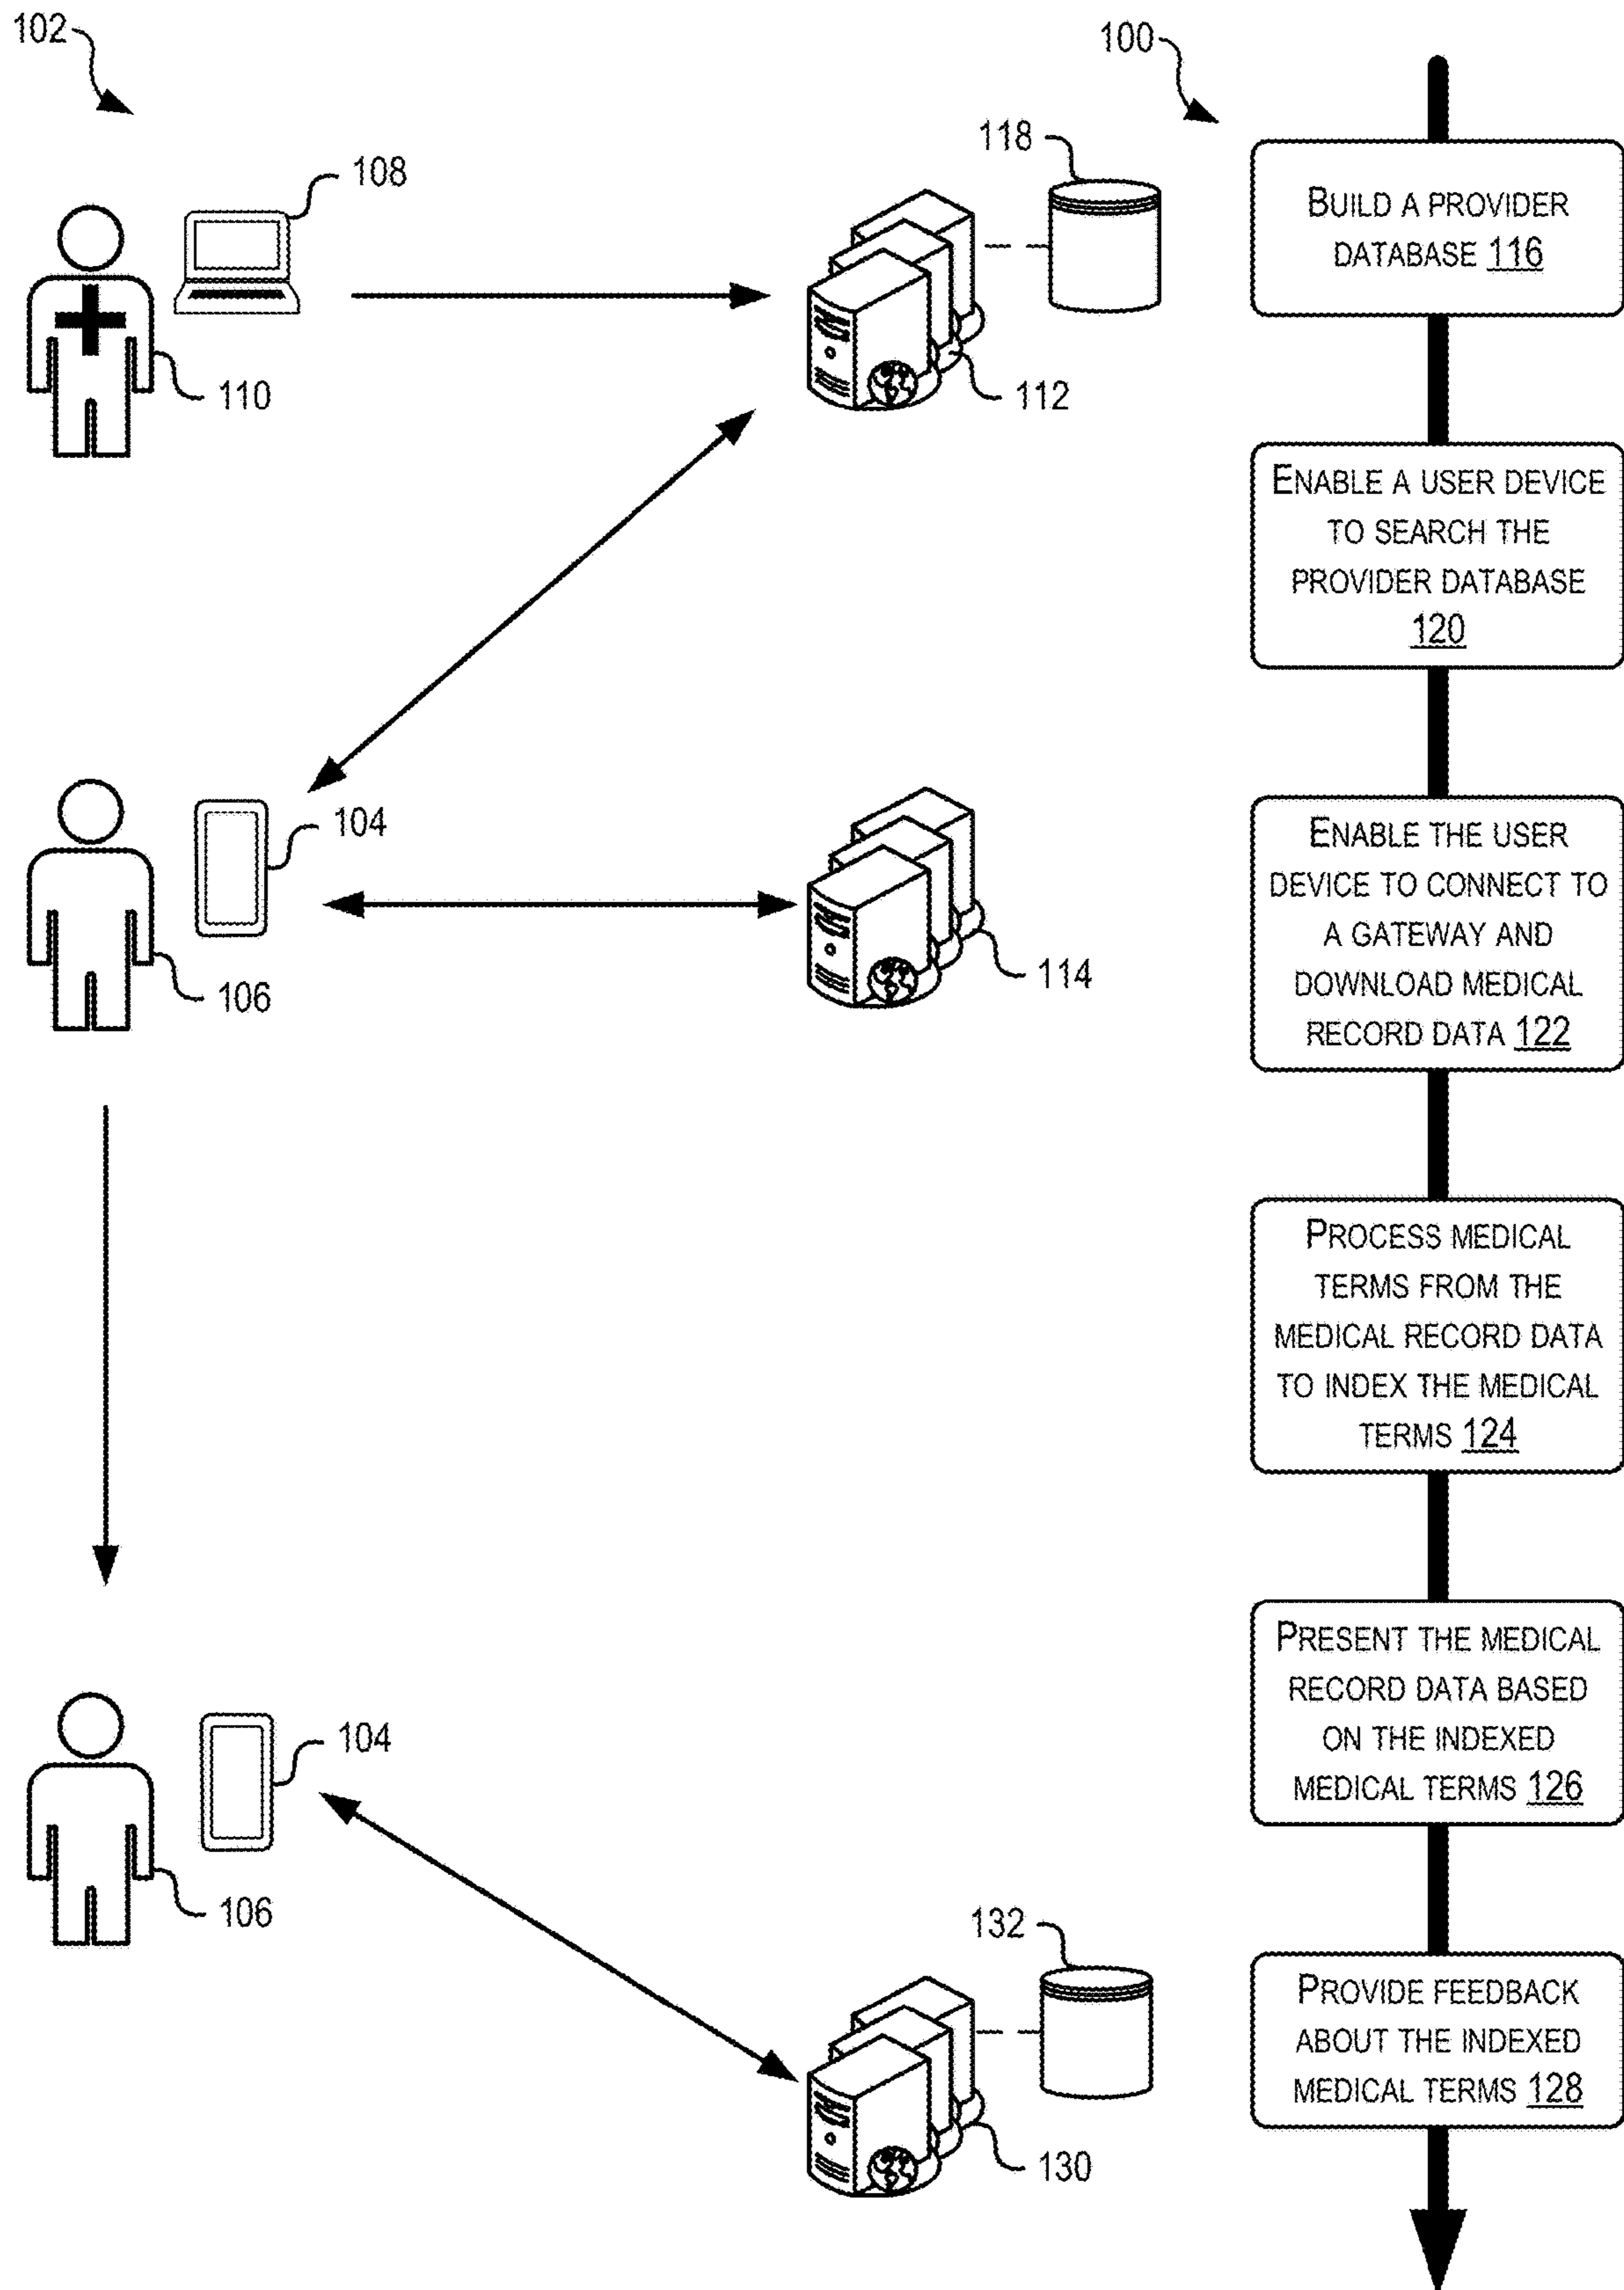 102
100
118
108
BUILD A PROVIDER
DATABASE 116
110
112
ENABLE A USER DEVICE
TO SEARCH THE
PROVIDER DATABASE
120
104
ENABLE THE USER
DEVICE TO CONNECT TO
A GATEWAY AND
DOWNLOAD MEDICAL
RECORD DATA 122
106
114
PROCESS MEDICAL
TERMS FROM THE
MEDICAL RECORD DATA
TO INDEX THE MEDICAL
TERMS 124
PRESENT THE MEDICAL
RECORD DATA BASED
ON THE INDEXED
MEDICAL TERMS 126
104
106
132
PROVIDE FEEDBACK
ABOUT THE INDEXED
MEDICAL TERMS 128
130